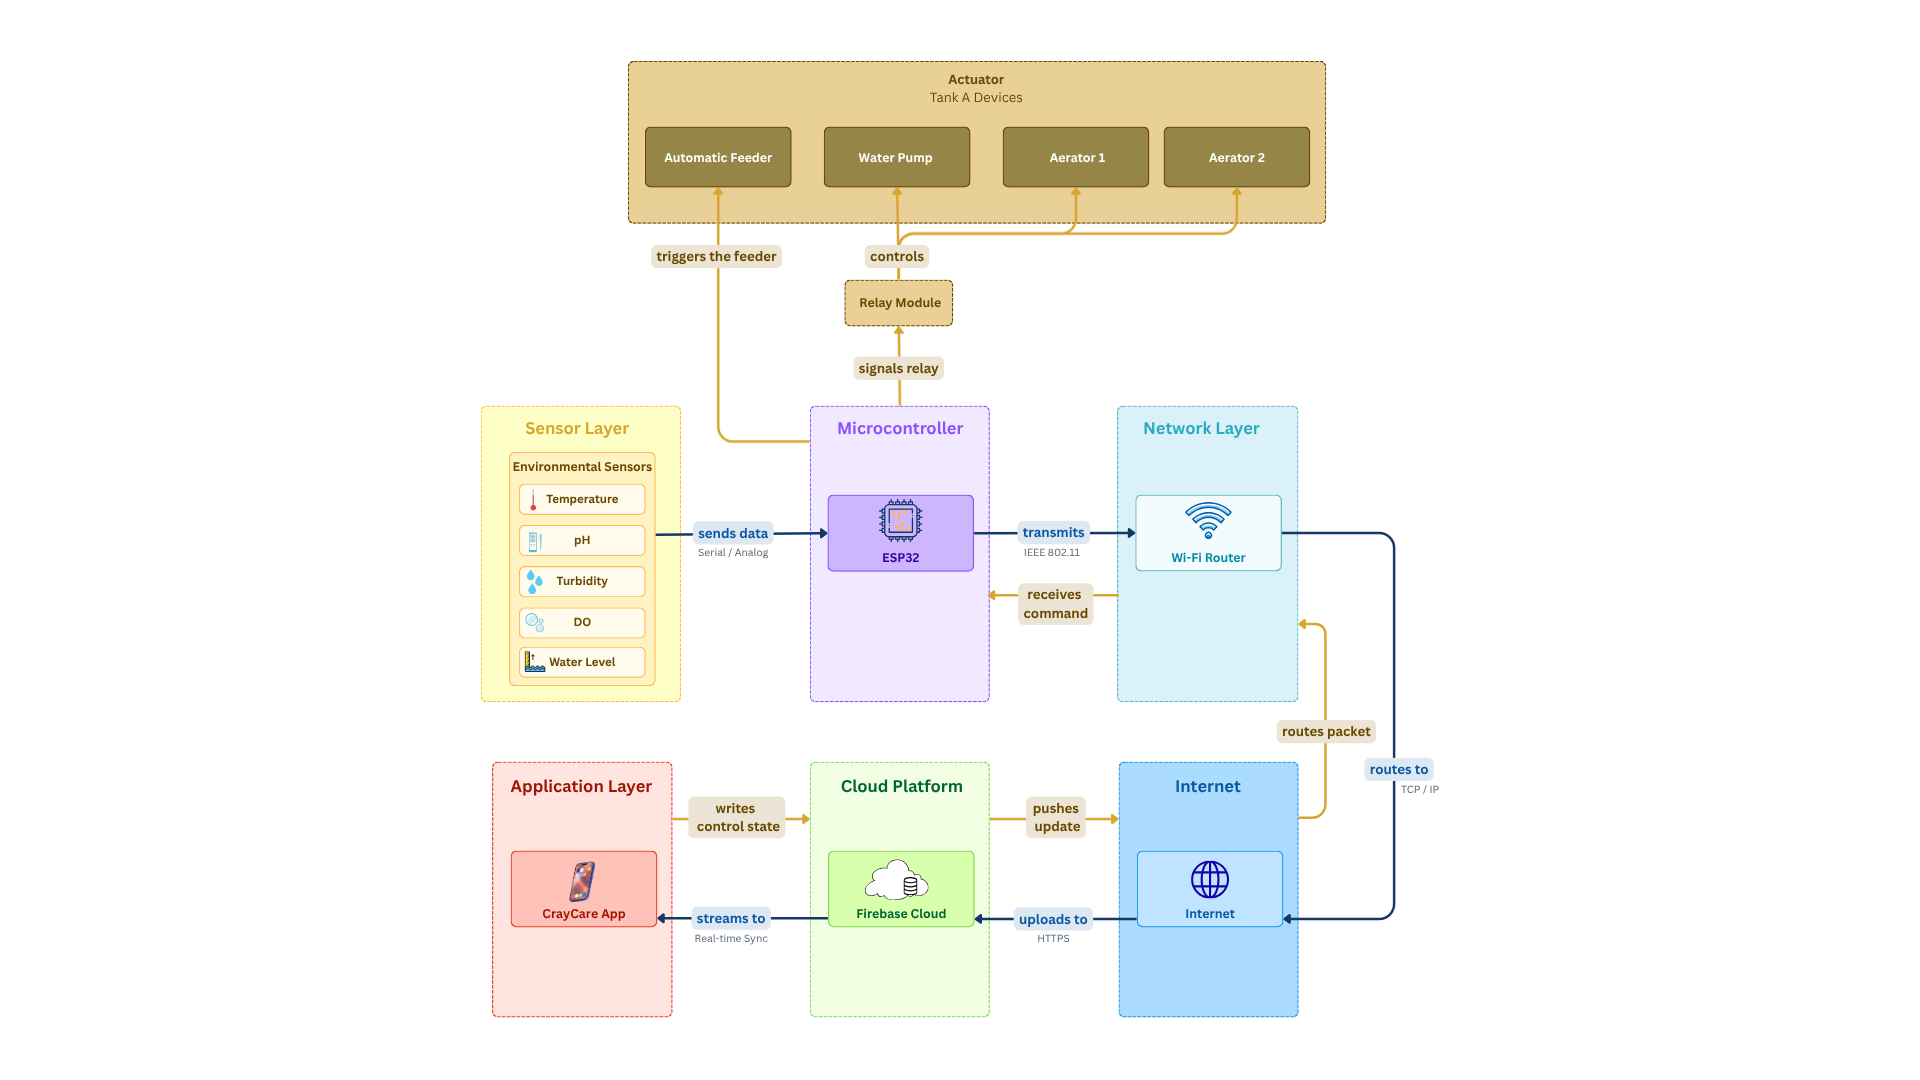 Actuator
Tank A Devices
Automatic Feeder
Water Pump
Aerator 1
Aerator 2
triggers the feeder
controls
Relay Module
signals relay
Sensor Layer
Environmental Sensors
Temperature
pH
Turbidity
DO
Water Level
sends data
Serial / Analog
Microcontroller
ESP32
transmits
IEEE 802.11
receives
command
Network Layer
Wi-Fi Router
routes packet
routes to
TCP / IP
Application Layer
CrayCare App
writes
control state
streams to
Real-time Sync
Cloud Platform
Firebase Cloud
pushes
update
uploads to
HTTPS
Internet
Internet